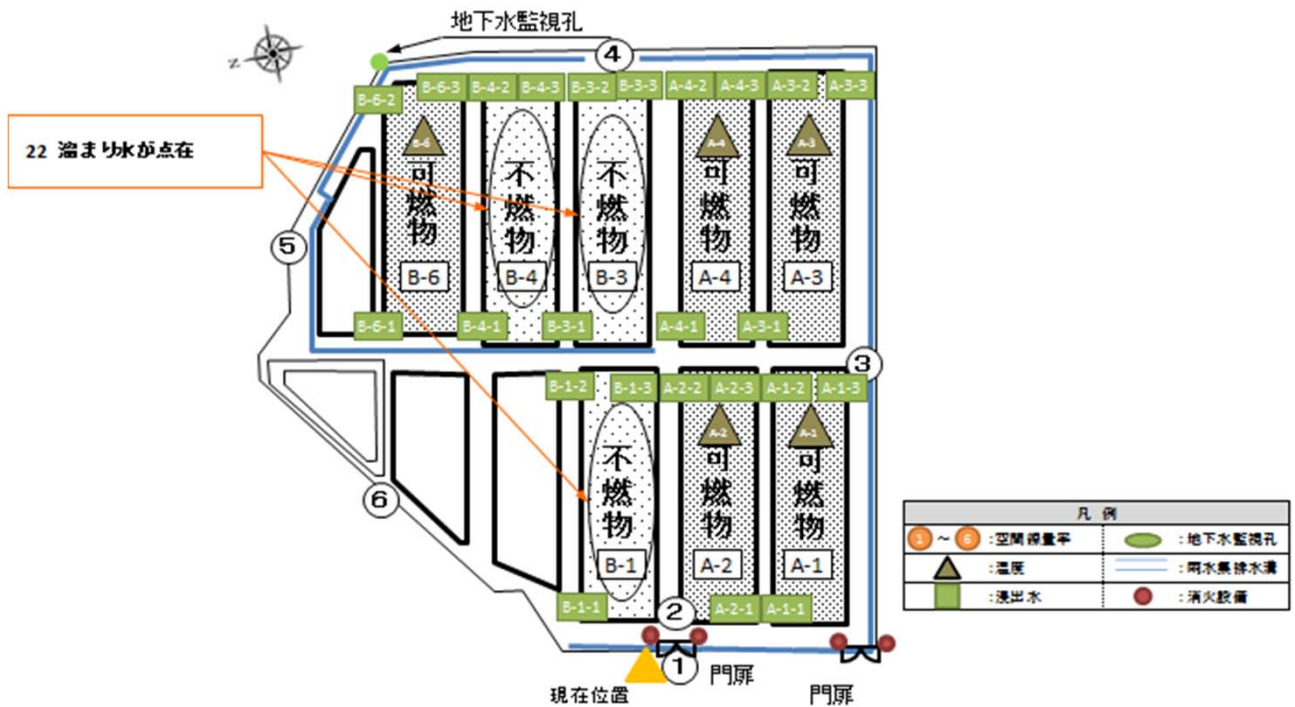 地下水監視孔
N
④
B-6-2
B-6-3
B-4-2
B-4-3
B-3-2
B-3-3
A-4-2
A-4-3
A-3-2
A-3-3
22 溜まり水が点在
B-6
A-4
A-3
可燃物
不燃物
不燃物
可燃物
可燃物
⑤
B-6
B-4
B-3
A-4
A-3
B-6-1
B-4-1
B-3-1
A-4-1
A-3-1
③
B-1-2
B-1-3
A-2-2
A-2-3
A-1-2
A-1-3
A-2
A-1
不燃物
可燃物
可燃物
⑥
B-1
A-2
A-1
B-1-1
②
A-2-1
A-1-1
①
門扉
現在位置
門扉
凡 例
① ~ ⑥ :空間線量率
:地下水監視孔
:温度
:雨水集排水溝
:浸出水
:消火設備